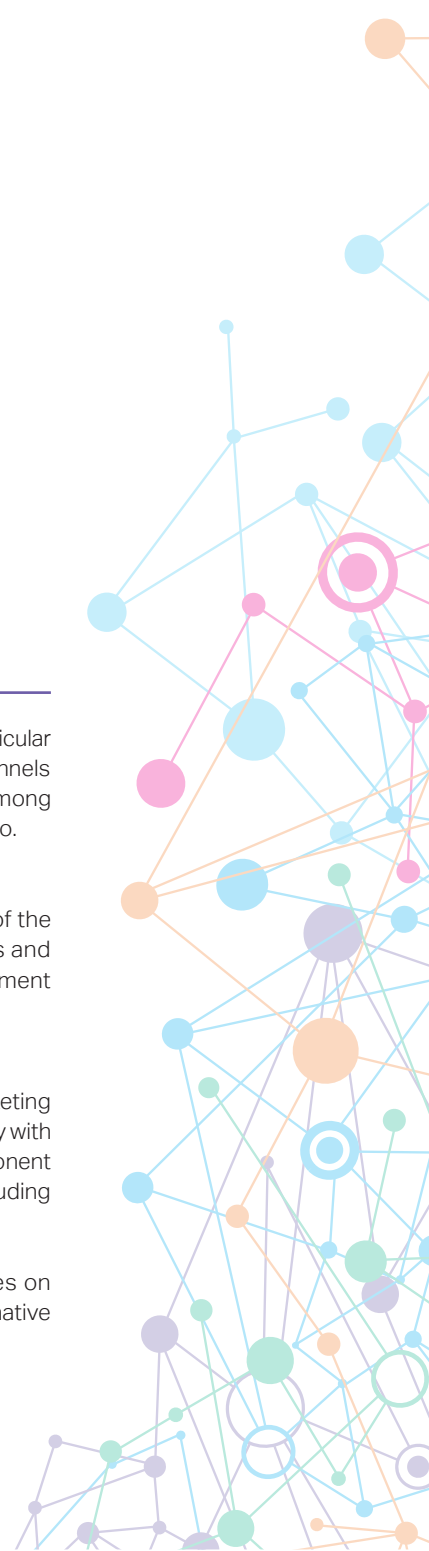 icular
nnels
mong
o.
of the
s and
ment
eting
y with
onent
uding
es on
native